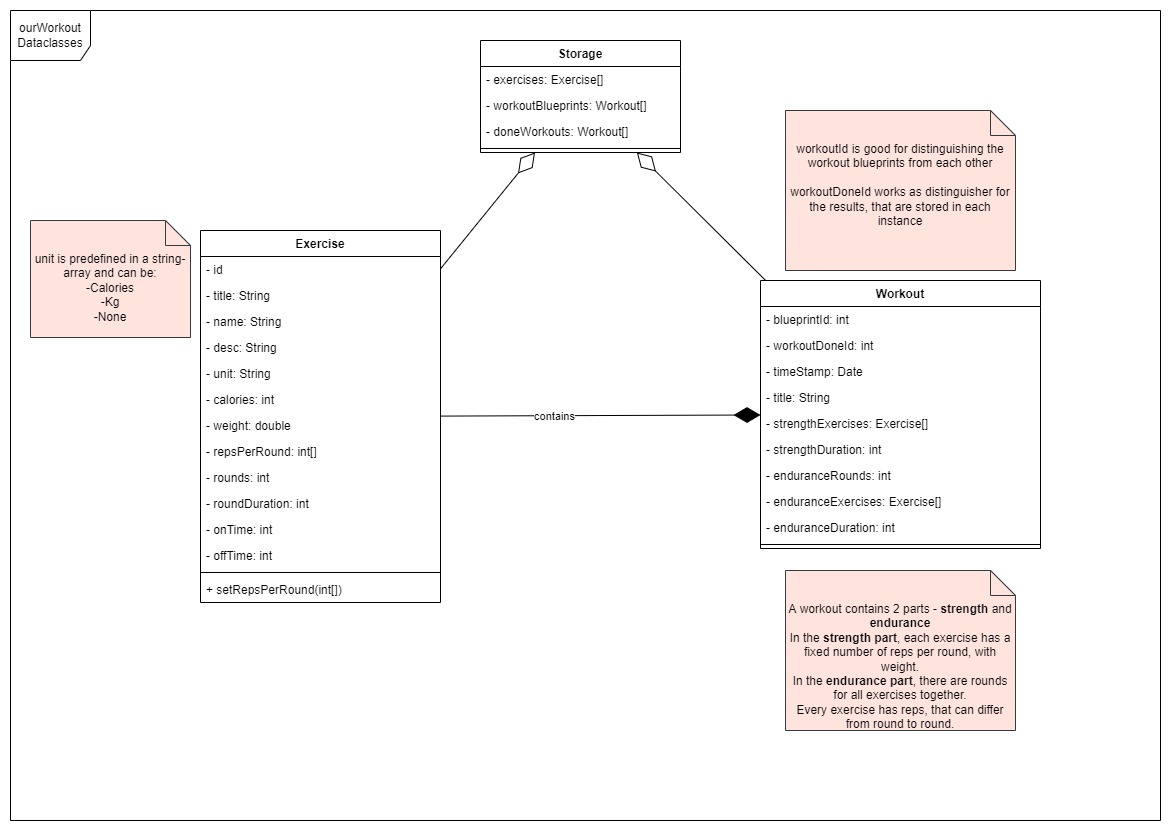 ourWorkout
Dataclasses
Storage
- exercises: Exercise[]
- workoutBlueprints: Workout[]
- doneWorkouts: Workout[]
workoutId is good for distinguishing the
workout blueprints from each other
workoutDoneId works as distinguisher for
the results, that are stored in each
instance
unit is predefined in a string-
array and can be:
-Calories
-Kg
-None
Exercise
- id
- title: String
- name: String
- desc: String
- unit: String
- calories: int
- weight: double
- repsPerRound: int[]
- rounds: int
- roundDuration: int
- onTime: int
- offTime: int
+ setRepsPerRound(int[])
contains
Workout
- blueprintId: int
- workoutDoneId: int
- timeStamp: Date
- title: String
- strengthExercises: Exercise[]
- strengthDuration: int
- enduranceRounds: int
- enduranceExercises: Exercise[]
- enduranceDuration: int
A workout contains 2 parts - strength and
endurance
In the strength part, each exercise has a
fixed number of reps per round, with
weight.
In the endurance part, there are rounds
for all exercises together.
Every exercise has reps, that can differ
from round to round.